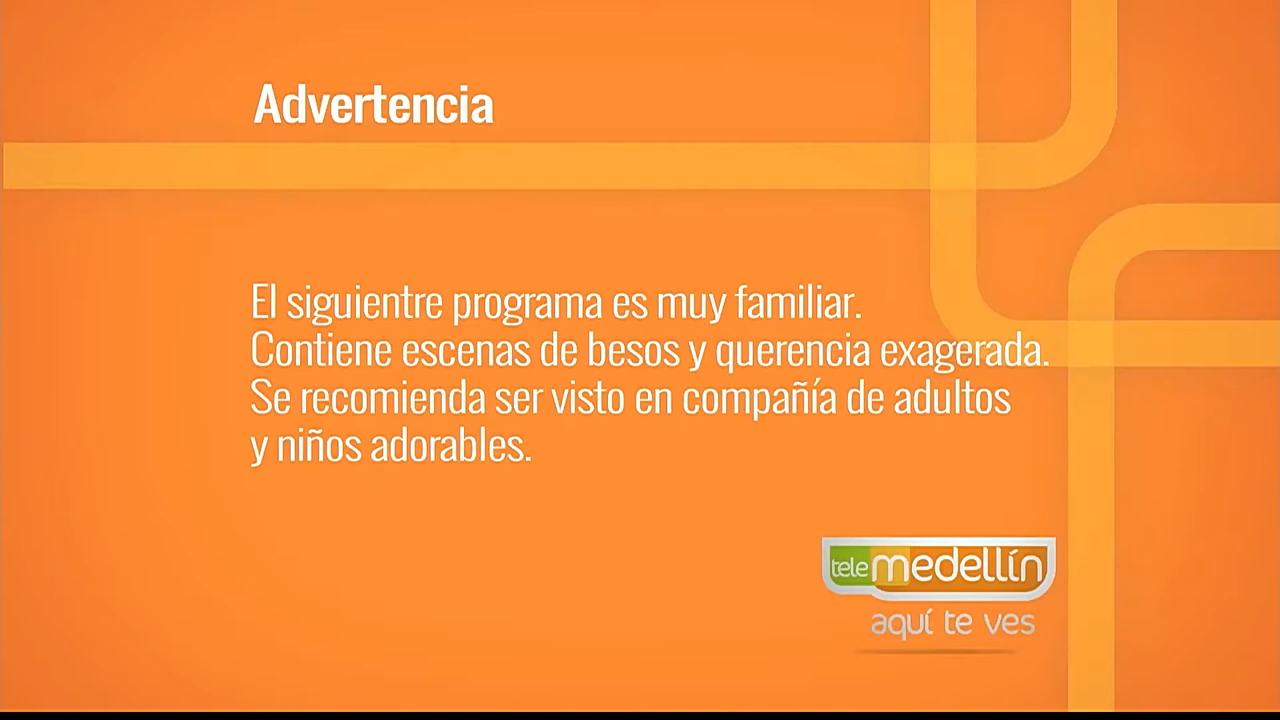 Advertencia
El siguientre programa es muy familiar.
Contiene escenas de besos y querencia exagerada.
Se recomienda ser visto en compañía de adultos
y niños adorables.
tele medellín
aquí te ves